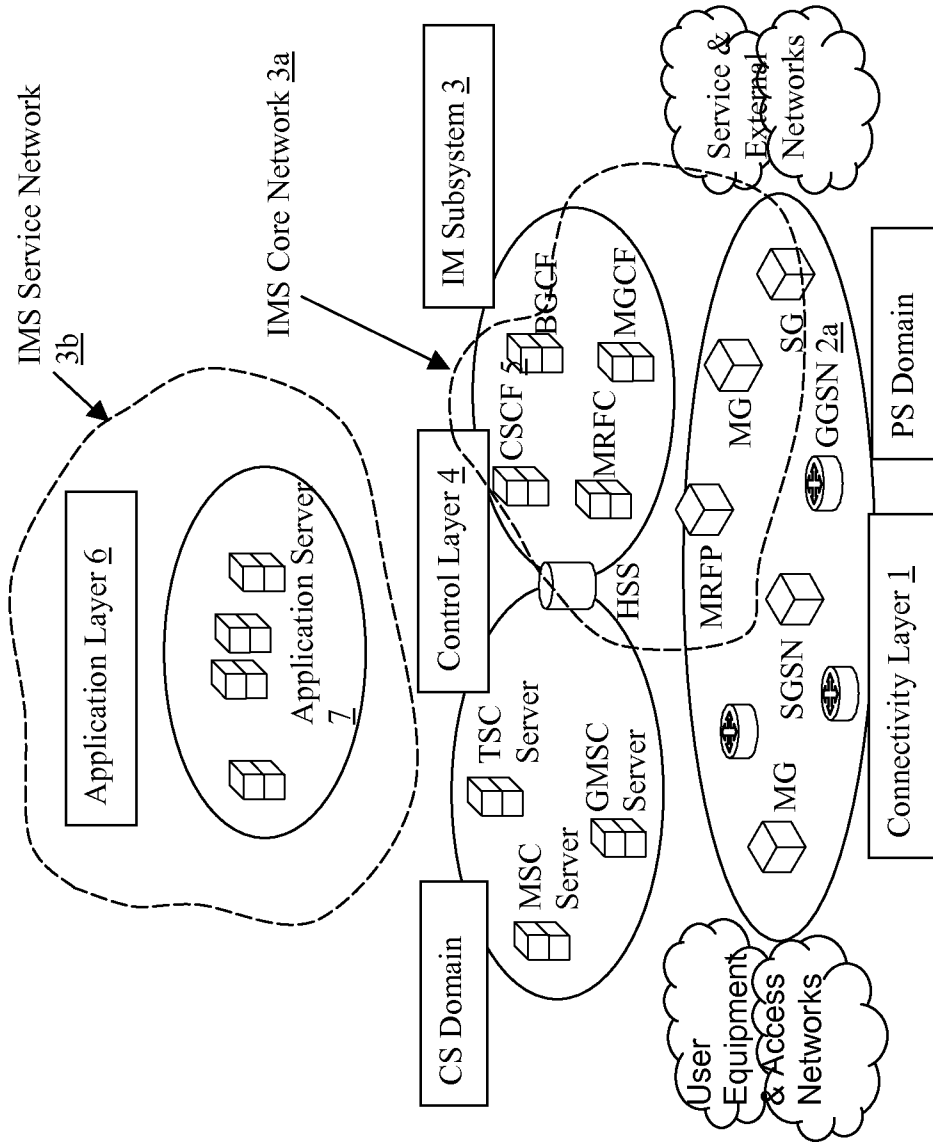 IMS Service Network
3b
Application Layer 6
Application Server
7
IMS Core Network 3a
CS Domain
Control Layer 4
IM Subsystem 3
MSC
Server
TSC
Server
GMSC
Server
HSS
CSCF 5
BGCF
MRFC
MGCF
User
Equipment
& Access
Networks
MG
SGSN
MRFP
MG
SG
GGSN 2a
Service &
External
Networks
Connectivity Layer 1
PS Domain